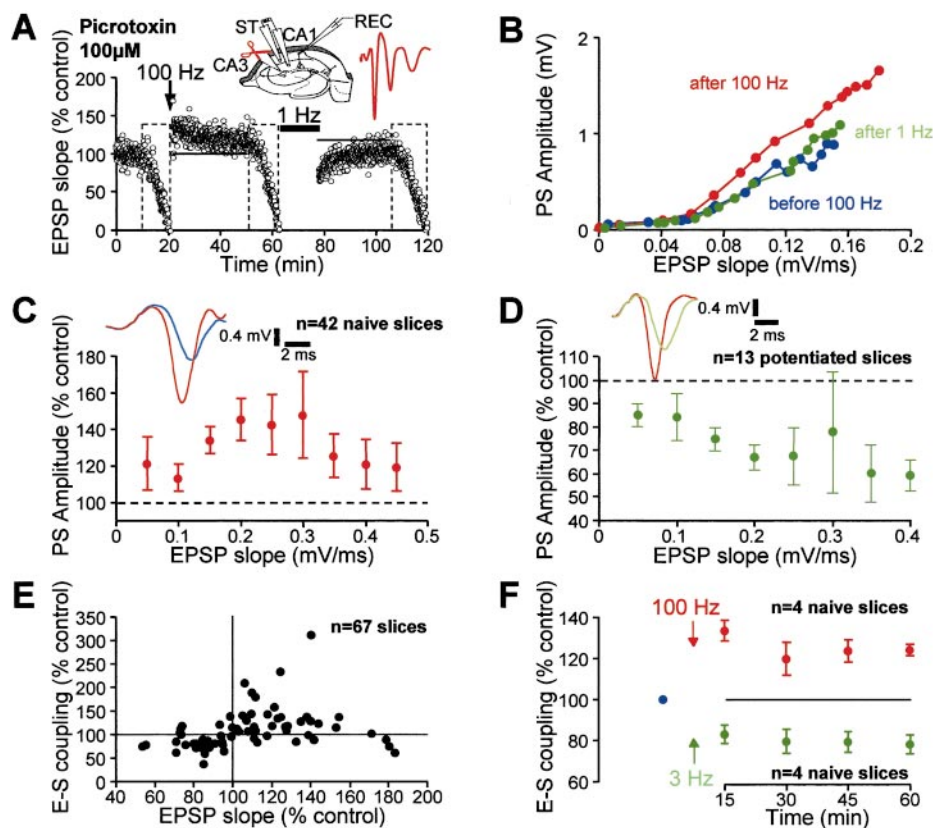 A
Picrotoxin
100µM
100 Hz
ST
CA1
REC
CA3
1 Hz
EPSP slope (% control)
200
150
100
50
0
0 20 40 60 80 100 120
Time (min)
B
PS Amplitude (mV)
2
1
0
after 100 Hz
after 1 Hz
before 100 Hz
0 0.04 0.08 0.12 0.16 0.2
EPSP slope (mV/ms)
C
n=42 naive slices
0.4 mV
2 ms
PS Amplitude (% control)
180
160
140
120
100
0 0.1 0.2 0.3 0.4 0.5
EPSP slope (mV/ms)
D
0.4 mV
2 ms
n=13 potentiated slices
PS Amplitude (% control)
110
100
90
80
70
60
50
40
0 0.1 0.2 0.3 0.4
EPSP slope (mV/ms)
E
n=67 slices
E-S coupling (% control)
350
300
250
200
150
100
50
0
40 60 80 100 120 140 160 180 200
EPSP slope (% control)
F
100 Hz
n=4 naive slices
3 Hz
n=4 naive slices
E-S coupling (% control)
140
120
100
80
60
15 30 45 60
Time (min)